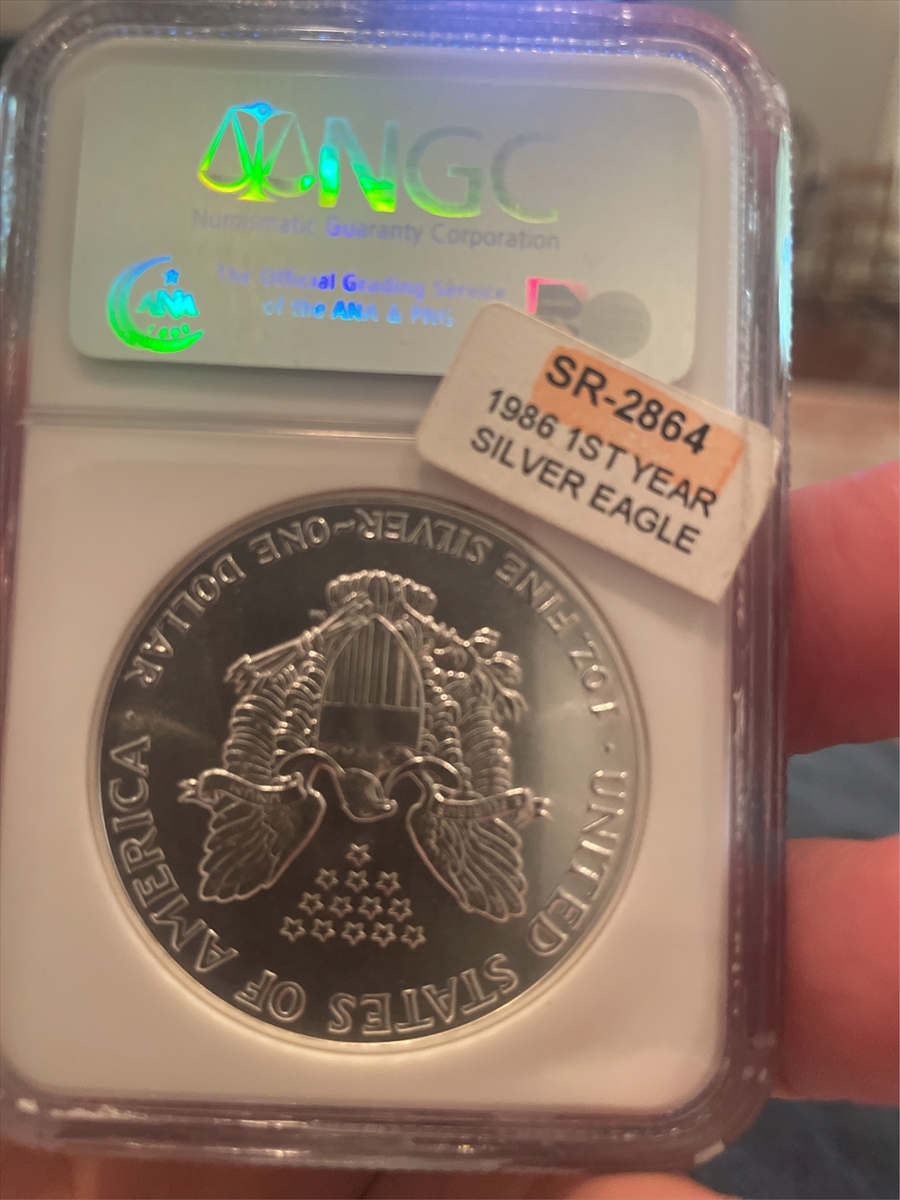 NGC
Numismatic Guaranty Corporation
The Official Grading Service
of the ANA & PNG
ANA
SR-2864
1986 1ST YEAR
SILVER EAGLE
UNITED STATES OF AMERICA
1 OZ. FINE SILVER~ONE DOLLAR